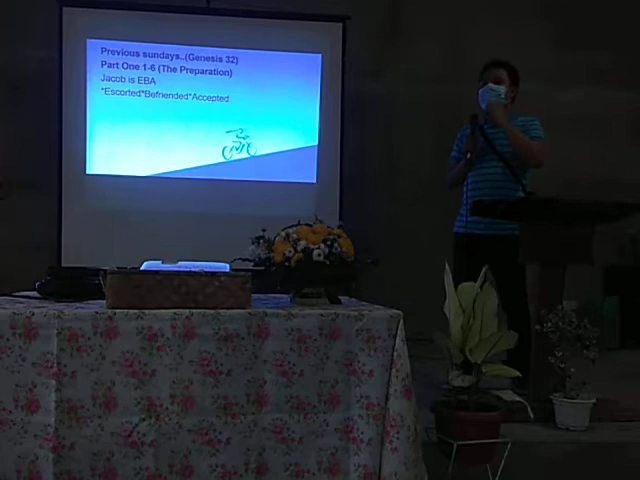 Previous sundays..(Genesis 32)
Part One 1-6 (The Preparation)
Jacob is EBA
*Escorted*Befriended*Accepted